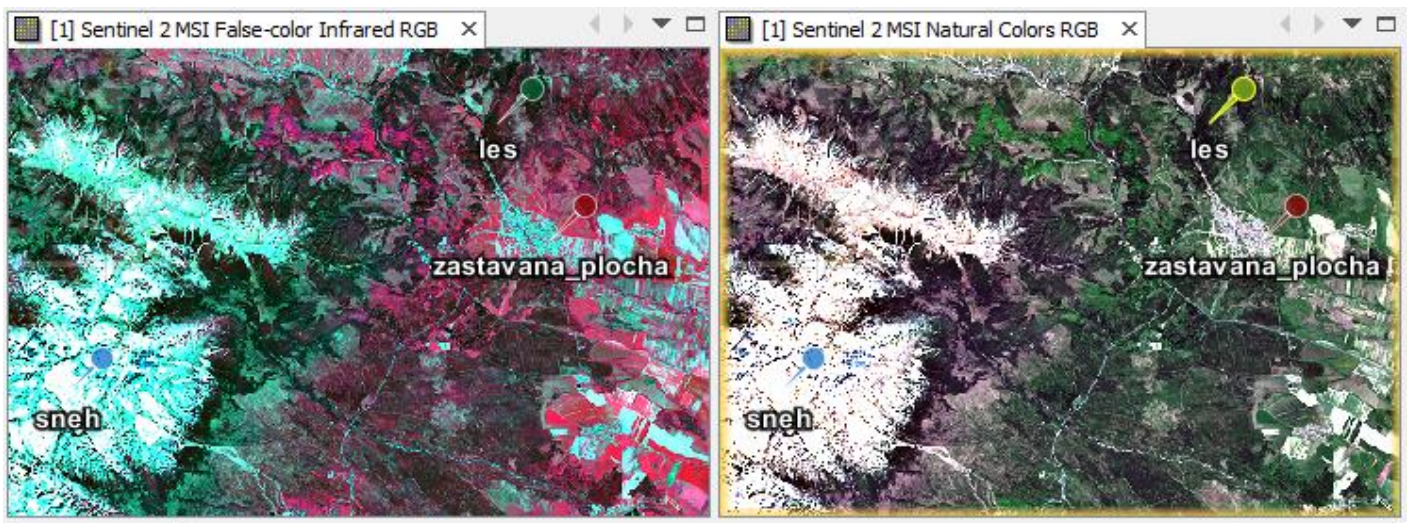 [1] Sentinel 2 MSI False-color Infrared RGB
les
zastavana_plocha
sneh
[1] Sentinel 2 MSI Natural Colors RGB
les
zastavana_plocha
sneh